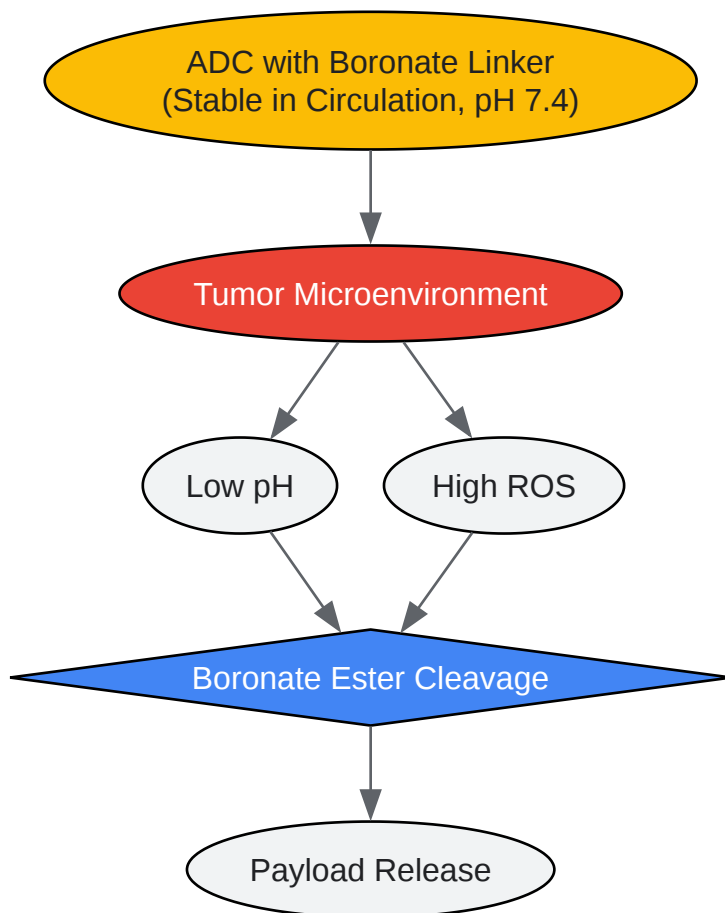 ADC with Boronate Linker
(Stable in Circulation, pH 7.4)
Tumor Microenvironment
Low pH
High ROS
Boronate Ester Cleavage
Payload Release